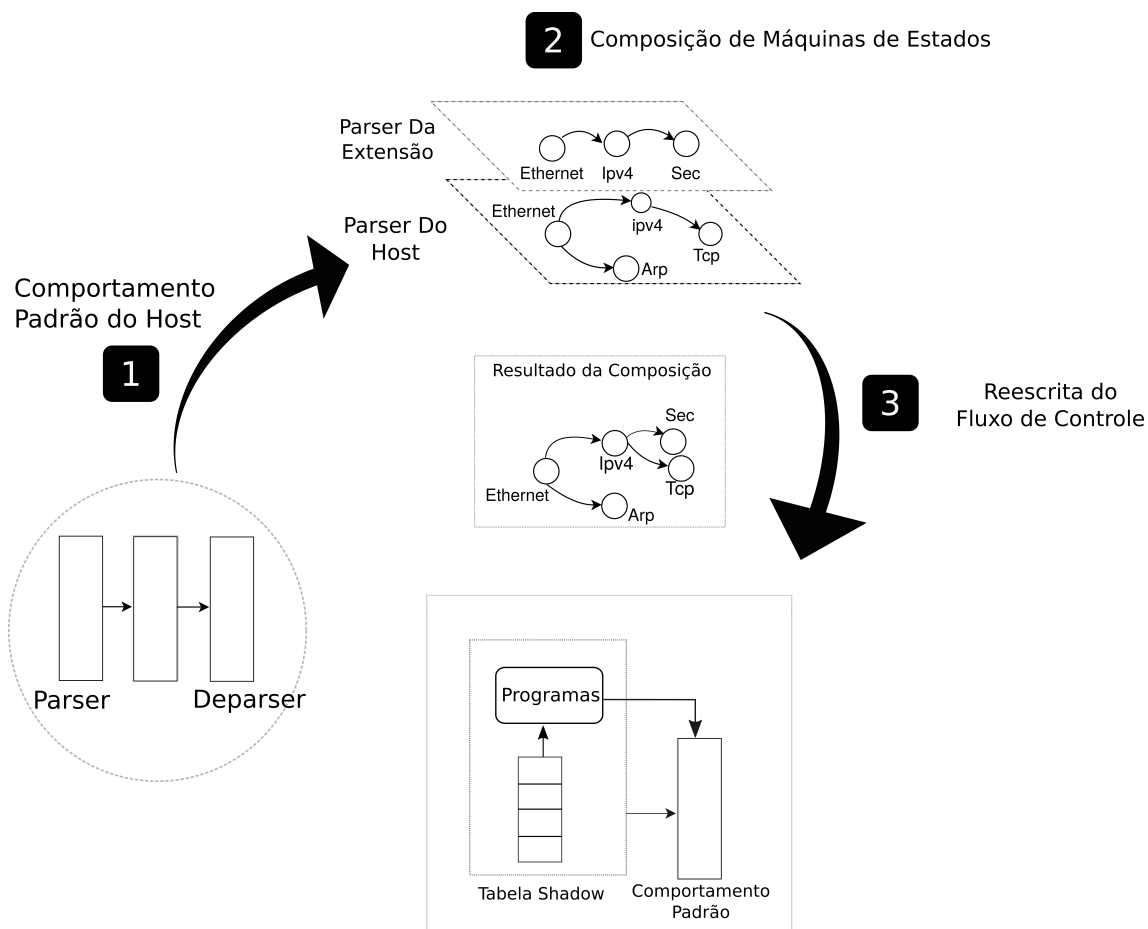 2 Composição de Máquinas de Estados
Parser Da
Extensão
Ethernet Ipv4 Sec
Parser Do
Host
Ethernet
ipv4
Tcp
Arp
Comportamento
Padrão do Host
1
Resultado da Composição
Sec
Ipv4
Tcp
Ethernet
Arp
3
Reescrita do
Fluxo de Controle
Parser Deparser
Programas
Tabela Shadow
Comportamento
Padrão